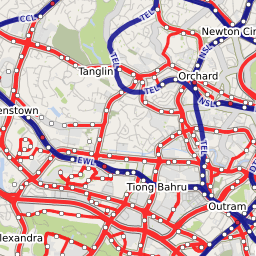 CCL
Newton Cir
TEL
NSL
Tanglin
Orchard
TEL
NSL
enstown
TEL
EWL
Tiong Bahru
Outram
lexandra